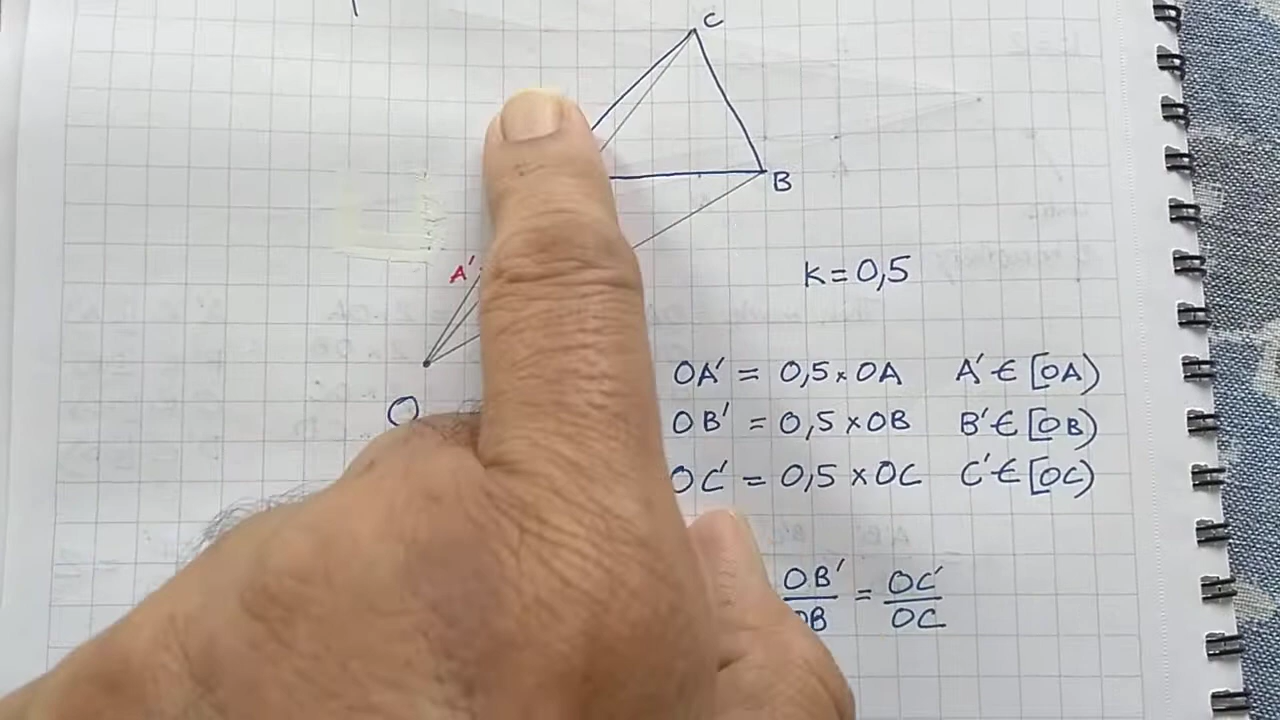 C
B
A'
K = 0,5
O
OA' = 0,5 × OA A' ∈ [OA)
OB' = 0,5 × OB B' ∈ [OB)
OC' = 0,5 × OC C' ∈ [OC)
OB'/OB = OC'/OC